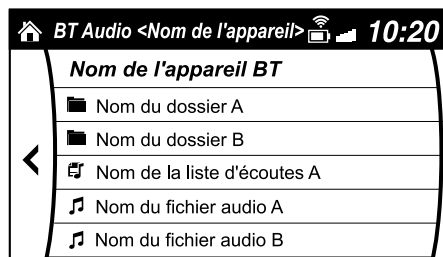 BT Audio <Nom de l'appareil> 10:20
Nom de l'appareil BT
Nom du dossier A
Nom du dossier B
Nom de la liste d'écoutes A
Nom du fichier audio A
Nom du fichier audio B